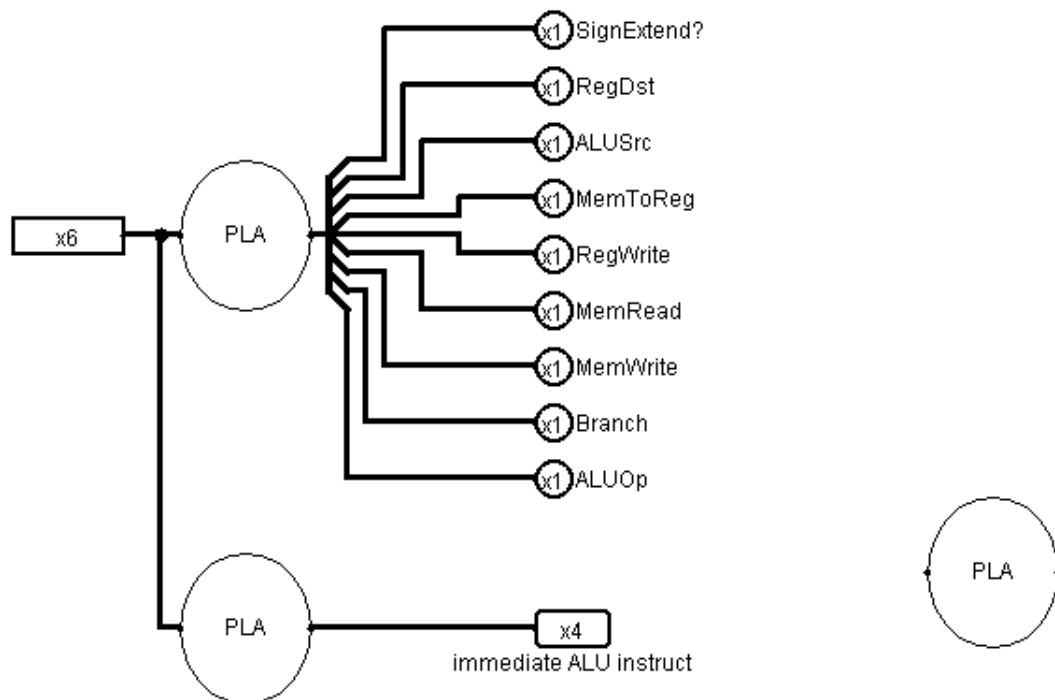 x1 SignExtend?
x1 RegDst
x1 ALUSrc
x1 MemToReg
x6
PLA
x1 RegWrite
x1 MemRead
x1 MemWrite
x1 Branch
x1 ALUOp
PLA
PLA
x4
immediate ALU instruct